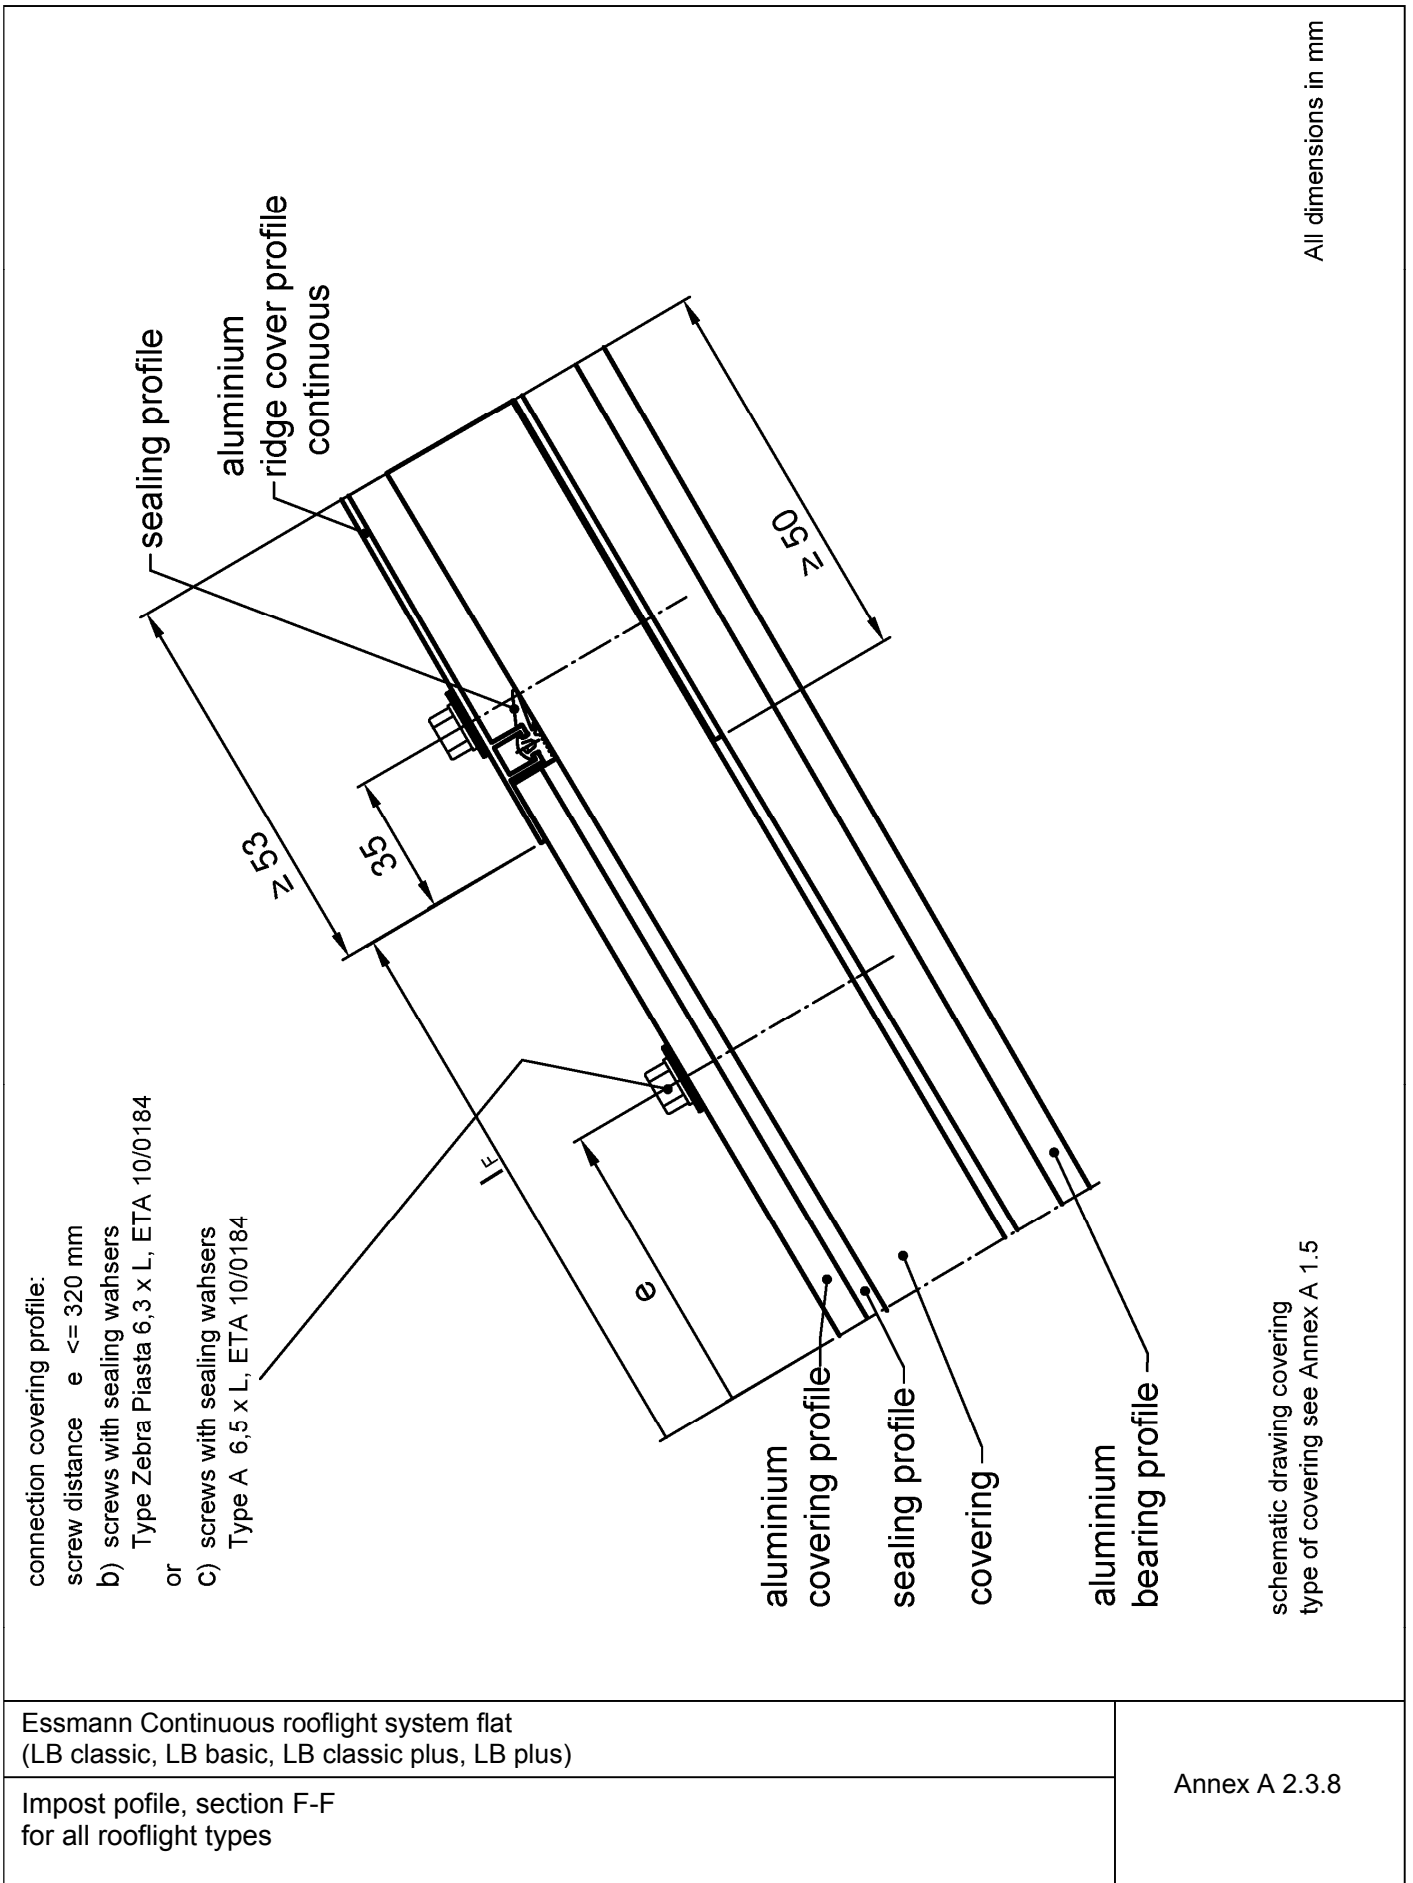 connection covering profile:
screw distance e <= 320 mm
b) screws with sealing wahsers
Type Zebra Piasta 6,3 x L, ETA 10/0184
or
c) screws with sealing wahsers
Type A 6,5 x L, ETA 10/0184
sealing profile
aluminium
ridge cover profile
continuous
≥ 53
35
≥ 50
lF
e
aluminium
covering profile
sealing profile
covering
aluminium
bearing profile
schematic drawing covering
type of covering see Annex A 1.5
All dimensions in mm
Essmann Continuous rooflight system flat
(LB classic, LB basic, LB classic plus, LB plus)
Impost pofile, section F-F
for all rooflight types
Annex A 2.3.8